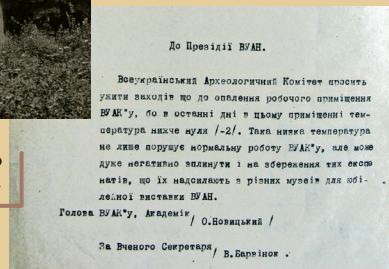 До Президії ВУАН.
Всеукраїнський Археологичний Комітет просить
ужити заходів що до опалення робочого приміщення
ВУАК"у, бо в останні дні в цьому приміщенні тем-
пература нижче нуля /-2/. Така низка температура
не лише порушує нормальну роботу ВУАК"у, але може
дуже негативно вплинути і на збереження тих експо
натів, що їх надсилають з різних музеїв для юбі-
лейної виставки ВУАН.
Голова ВУАК"у, Академік
/ О.Новицький /
За Вченого Секретаря
/ В.Барвінок .